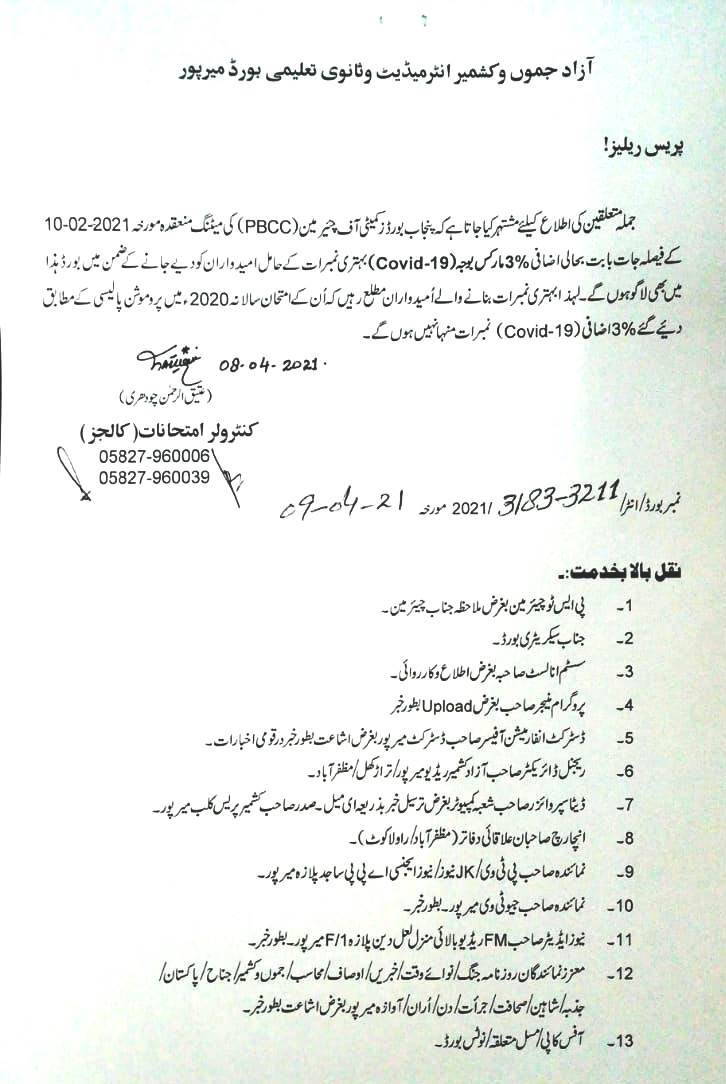 آزاد جموں و کشمیر انٹرمیڈیٹ و ثانوی تعلیمی بورڈ میرپور
پریس ریلیز!
جملہ متعلقین کی اطلاع کیلئے مشتہر کیا جاتا ہے کہ پنجاب بورڈز کمیٹی آف چیئرمین (PBCC) کی میٹنگ منعقدہ مورخہ 10-02-2021
کے فیصلہ جات بابت بحالی اضافی 3% مارکس بوجہ (Covid-19) بہتری نمبرات کے حامل امیدواران کو دیے جانے کے ضمن میں بورڈ ہذا
میں بھی لاگو ہوں گے۔ لہذا بہتری نمبرات بنانے والے اُمیدواران مطلع رہیں کہ اُن کے امتحان سالانہ 2020ء میں پروموشن پالیسی کے مطابق
دیئے گئے 3% اضافی (Covid-19) نمبرات منہا نہیں ہوں گے۔
08-04-2021
(عتیق الرحمٰن چودھری)
کنٹرولر امتحانات (کالجز)
05827-960006
05827-960039
نمبر بورڈ/انٹر/ 3183-3211 /2021 مورخہ 09-04-21
نقل بالا بخدمت:۔
1۔ پی ایس ٹو چیئرمین بغرض ملاحظہ جناب چیئرمین۔
2۔ جناب سیکریٹری بورڈ۔
3۔ سسٹم انالسٹ صاحبہ بغرض اطلاع و کارروائی۔
4۔ پروگرام منیجر صاحب بغرض Upload بطور خبر
5۔ ڈسٹرکٹ انفارمیشن آفیسر صاحب ڈسٹرکٹ میرپور بغرض اشاعت بطور خبر در قومی اخبارات۔
6۔ ریجنل ڈائریکٹر صاحب آزاد کشمیر ریڈیو میرپور/تراڑکھل/مظفرآباد۔
7۔ ڈیٹا سپروائزر صاحب شعبہ کمپیوٹر بغرض ترسیل خبر بذریعہ ای میل۔ صدر صاحب کشمیر پریس کلب میرپور۔
8۔ انچارج صاحبان علاقائی دفاتر (مظفرآباد/راولاکوٹ)۔
9۔ نمائندہ صاحب پی ٹی وی/JK نیوز/نیوز ایجنسی اے پی پی ساجد پلازہ میرپور۔
10۔ نمائندہ صاحب جیو ٹی وی میرپور۔ بطور خبر۔
11۔ نیوز ایڈیٹر صاحب FM ریڈیو بالائی منزل لعل دین پلازہ F/1 میرپور۔ بطور خبر۔
12۔ معزز نمائندگان روزنامہ جنگ/نوائے وقت/خبریں/اوصاف/محاسب/جموں و کشمیر/جناح/پاکستان/
جذبہ/شاہین/صحافت/جرأت/دن/اُڑان/آوازہ میرپور بغرض اشاعت بطور خبر۔
13۔ آفس کاپی/مسل متعلقہ/نوٹس بورڈ۔